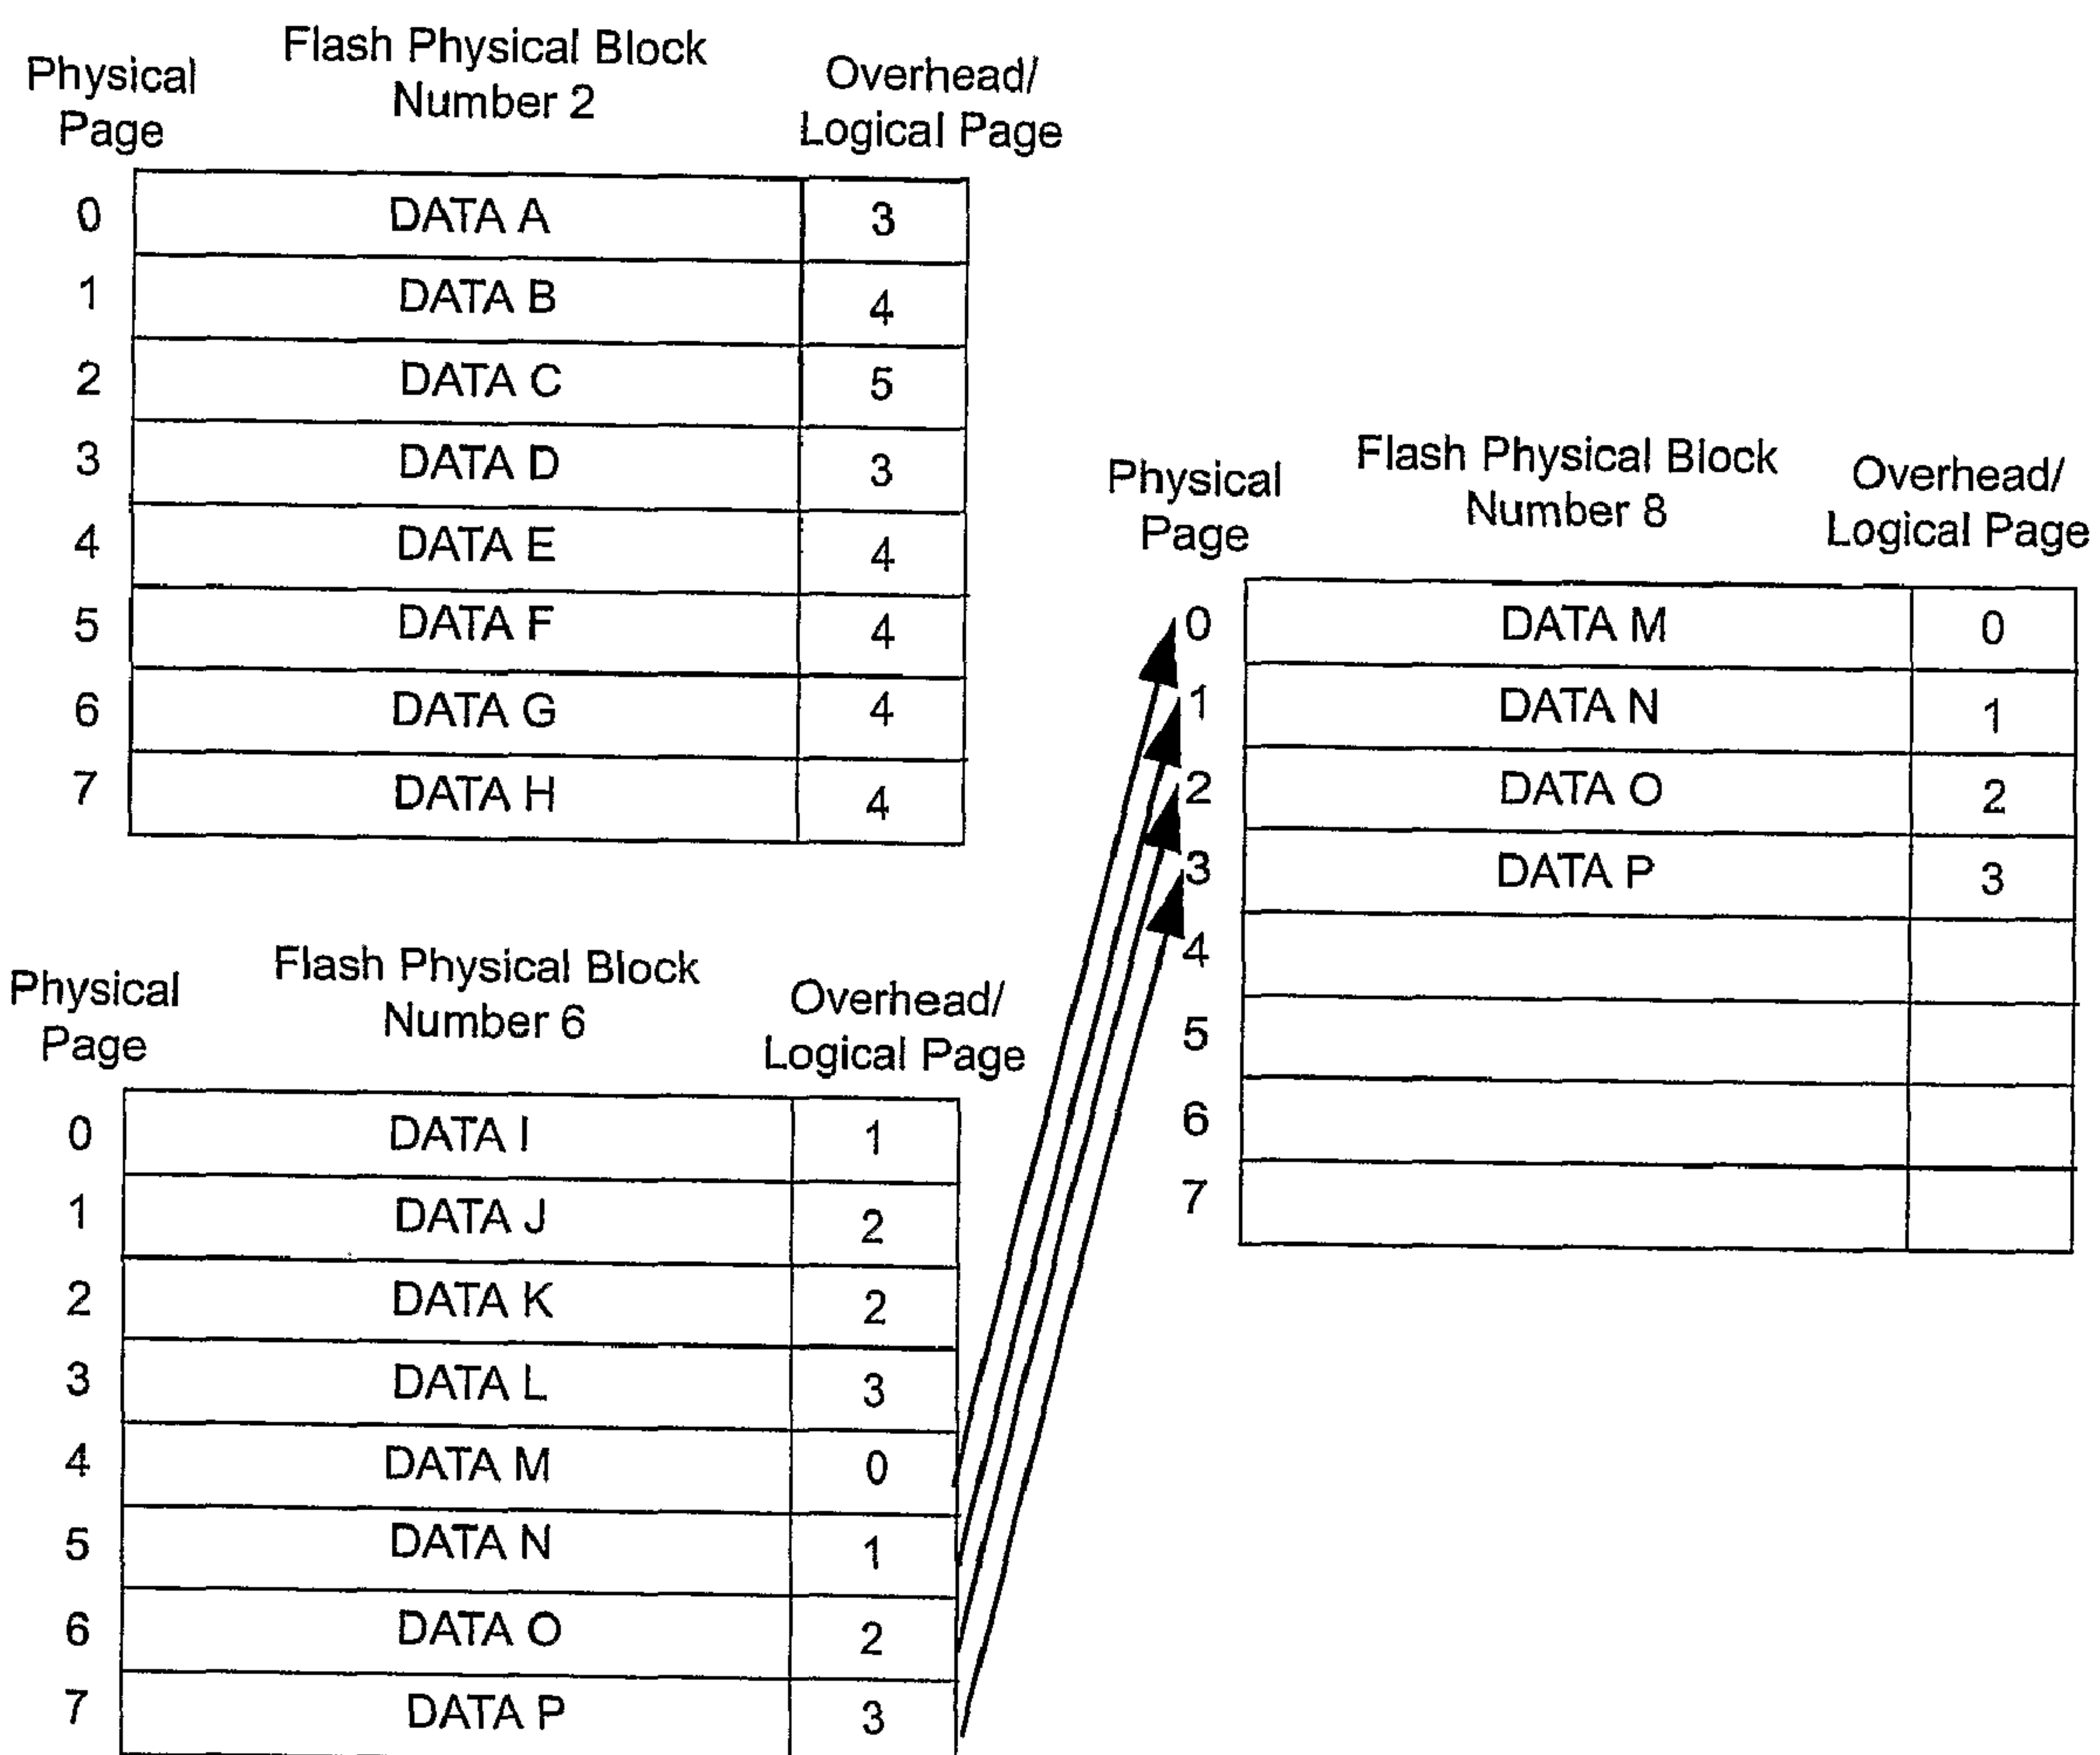 Physical Page
Flash Physical Block Number 2
Overhead/ Logical Page
0 DATA A 3
1 DATA B 4
2 DATA C 5
3 DATA D 3
4 DATA E 4
5 DATA F 4
6 DATA G 4
7 DATA H 4
Physical Page
Flash Physical Block Number 6
Overhead/ Logical Page
0 DATA I 1
1 DATA J 2
2 DATA K 2
3 DATA L 3
4 DATA M 0
5 DATA N 1
6 DATA O 2
7 DATA P 3
Physical Page
Flash Physical Block Number 8
Overhead/ Logical Page
0 DATA M 0
1 DATA N 1
2 DATA O 2
3 DATA P 3
4
5
6
7